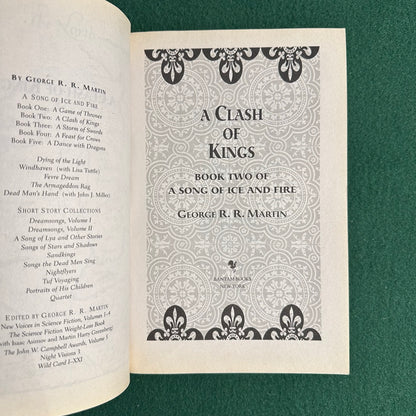 BY GEORGE R. R. MARTIN
A SONG OF ICE AND FIRE
Book One: A Game of Thrones
Book Two: A Clash of Kings
Book Three: A Storm of Swords
Book Four: A Feast for Crows
Book Five: A Dance with Dragons
Dying of the Light
Windhaven (with Lisa Tuttle)
Fevre Dream
The Armageddon Rag
Dead Man's Hand (with John J. Miller)
SHORT STORY COLLECTIONS
Dreamsongs, Volume I
Dreamsongs, Volume II
A Song of Lya and Other Stories
Songs of Stars and Shadows
Sandkings
Songs the Dead Men Sing
Nightflyers
Tuf Voyaging
Portraits of His Children
Quartet
EDITED BY GEORGE R. R. MARTIN
New Voices in Science Fiction, Volumes 1–4
The Science Fiction Weight-Loss Book
with Isaac Asimov and Martin Harry Greenberg)
The John W. Campbell Awards, Volume 5
Night Visions 3
Wild Card I–XXI
A CLASH
OF
KINGS
BOOK TWO OF
A SONG OF ICE AND FIRE
GEORGE R. R. MARTIN
BANTAM BOOKS
NEW YORK